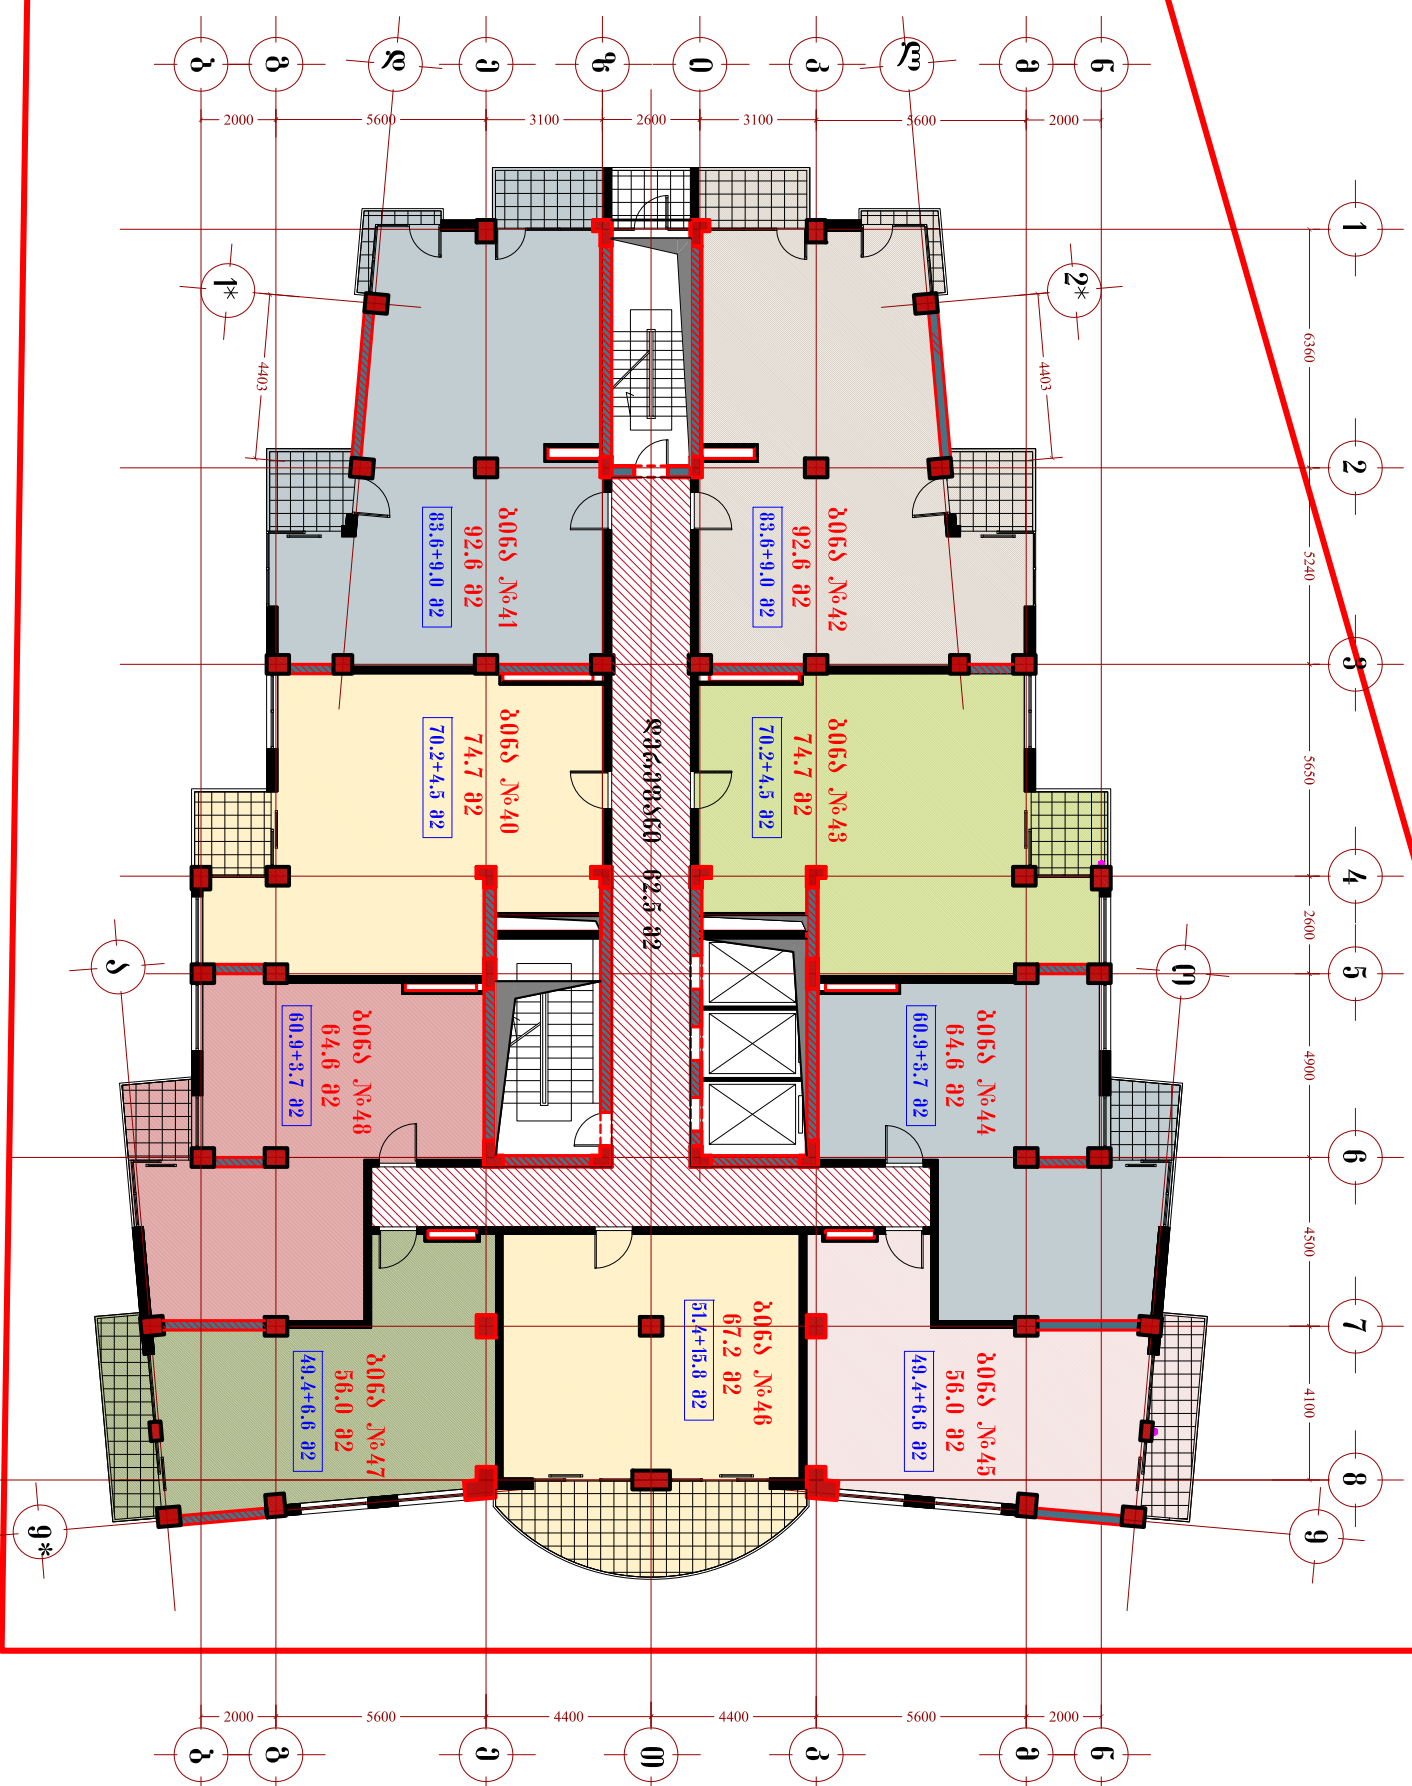 ბ
გ
დ
ე
ზ
ი
კ
ლ
მ
ნ
2000
5600
3100
2600
3100
5600
2000
1
2
3
4
5
6
7
8
6360
5240
5650
2600
4900
4500
4100
1*
2*
4403
4403
ბინა №41
92.6 მ2
83.6+9.0 მ2
ბინა №42
92.6 მ2
83.6+9.0 მ2
ბინა №40
74.7 მ2
70.2+4.5 მ2
ბინა №43
74.7 მ2
70.2+4.5 მ2
დერეფანი 62.5 მ2
ბინა №48
64.6 მ2
60.9+3.7 მ2
ბინა №44
64.6 მ2
60.9+3.7 მ2
ბინა №47
56.0 მ2
49.4+6.6 მ2
ბინა №46
67.2 მ2
51.4+15.8 მ2
ბინა №45
56.0 მ2
49.4+6.6 მ2
ა
ო
9*
9
2000
5600
4400
4400
5600
2000
ბ
გ
ე
თ
კ
მ
ნ